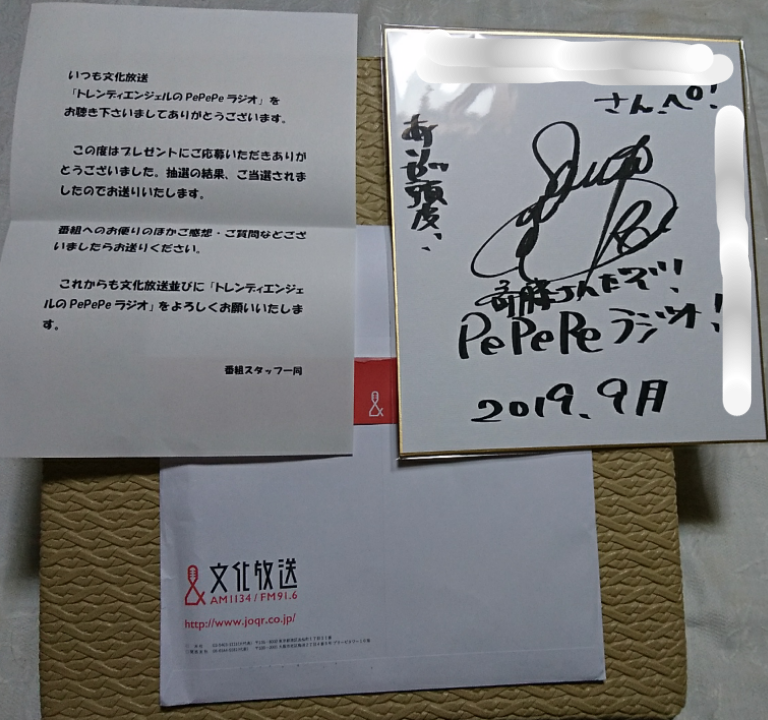 いつも文化放送
「トレンディエンジェルのPePePeラジオ」を
お聴き下さいましてありがとうございます。
この度はプレゼントにご応募いただきありが
とうございました。抽選の結果、ご当選されま
したのでお送りいたします。
番組へのお便りのほかご感想・ご質問などござ
いましたらお送りください。
これからも文化放送並びに「トレンディエンジェ
ルのPePePeラジオ」をよろしくお願いいたしま
す。
番組スタッフ一同
さんへペ!
斎藤さんだぞ!
PePePeラジオ!
2019.9月
文化放送
AM1134/FM91.6
http://www.joqr.co.jp/